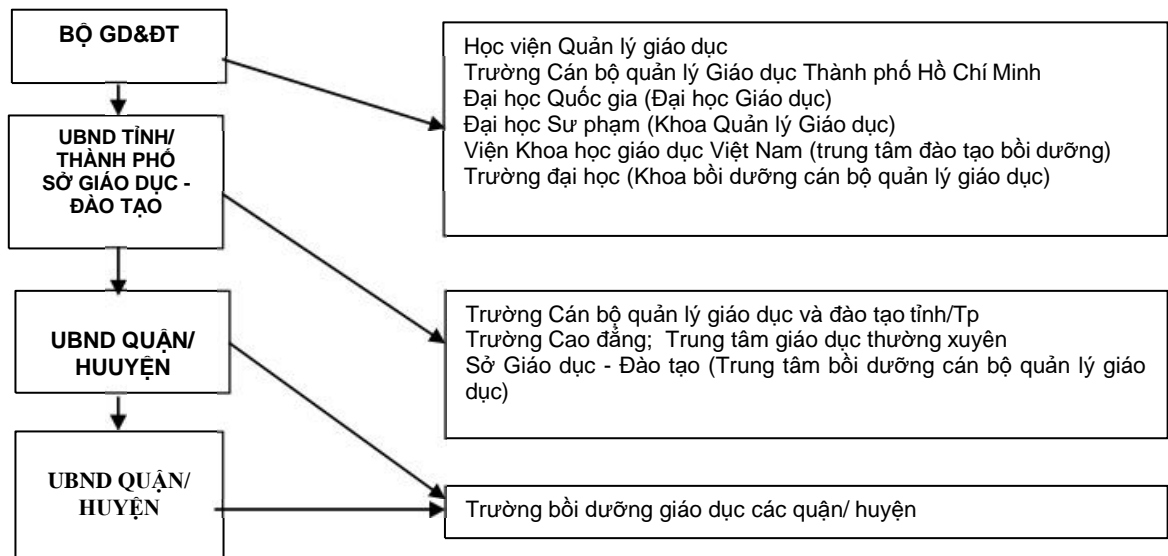 BỘ GD&ĐT
Học viện Quản lý giáo dục
Trường Cán bộ quản lý Giáo dục Thành phố Hồ Chí Minh
Đại học Quốc gia (Đại học Giáo dục)
Đại học Sư phạm (Khoa Quản lý Giáo dục)
Viện Khoa học giáo dục Việt Nam (trung tâm đào tạo bồi dưỡng)
Trường đại học (Khoa bồi dưỡng cán bộ quản lý giáo dục)
UBND TỈNH/
THÀNH PHỐ
SỞ GIÁO DỤC -
ĐÀO TẠO
Trường Cán bộ quản lý giáo dục và đào tạo tỉnh/Tp
Trường Cao đẳng; Trung tâm giáo dục thường xuyên
Sở Giáo dục - Đào tạo (Trung tâm bồi dưỡng cán bộ quản lý giáo
dục)
UBND QUẬN/
HUUYỆN
UBND QUẬN/
HUYỆN
Trường bồi dưỡng giáo dục các quận/ huyện